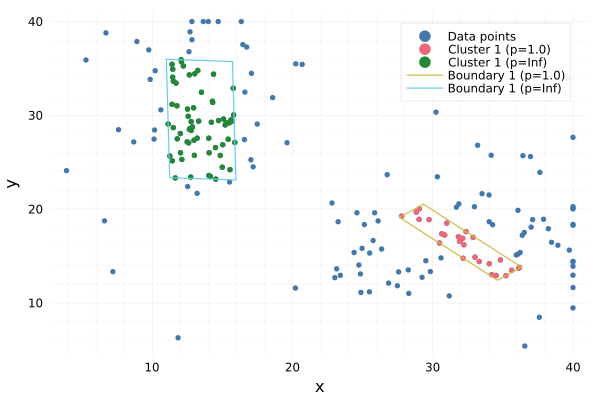 40
30
20
10
y
10
20
30
40
x
Data points
Cluster 1 (p=1.0)
Cluster 1 (p=Inf)
Boundary 1 (p=1.0)
Boundary 1 (p=Inf)